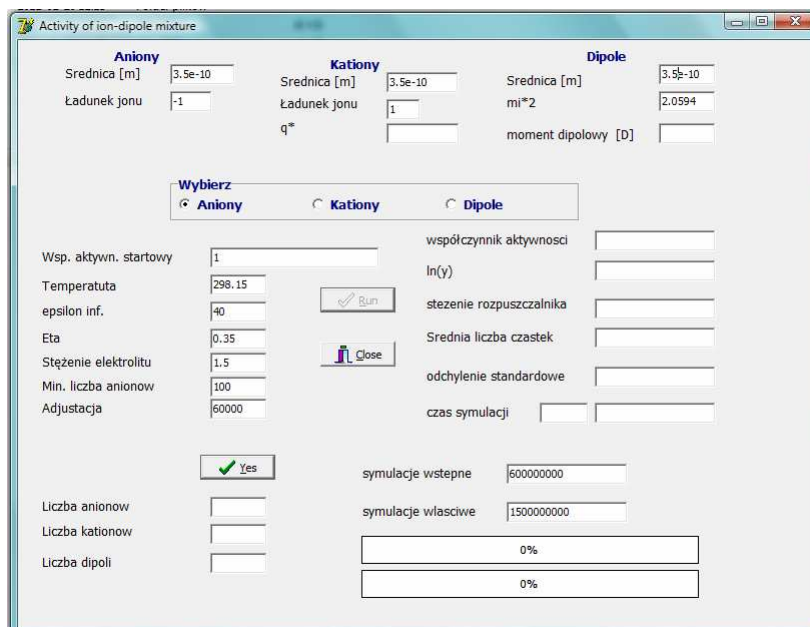 Activity of ion-dipole mixture
Aniony
Srednica [m] 3.5e-10
Ładunek jonu -1
Kationy
Srednica [m] 3.5e-10
Ładunek jonu 1
q*
Dipole
Srednica [m] 3.5e-10
mi*2 2.0594
moment dipolowy [D]
Wybierz
Aniony Kationy Dipole
Wsp. aktywn. startowy 1
Temperatuta 298.15
epsilon inf. 40
Eta 0.35
Stężenie elektrolitu 1.5
Min. liczba anionow 100
Adjustacja 60000
Run
Close
współczynnik aktywnosci
ln(y)
stezenie rozpuszczalnika
Srednia liczba czastek
odchylenie standardowe
czas symulacji
Yes
Liczba anionow
Liczba kationow
Liczba dipoli
symulacje wstepne 600000000
symulacje wlasciwe 1500000000
0%
0%